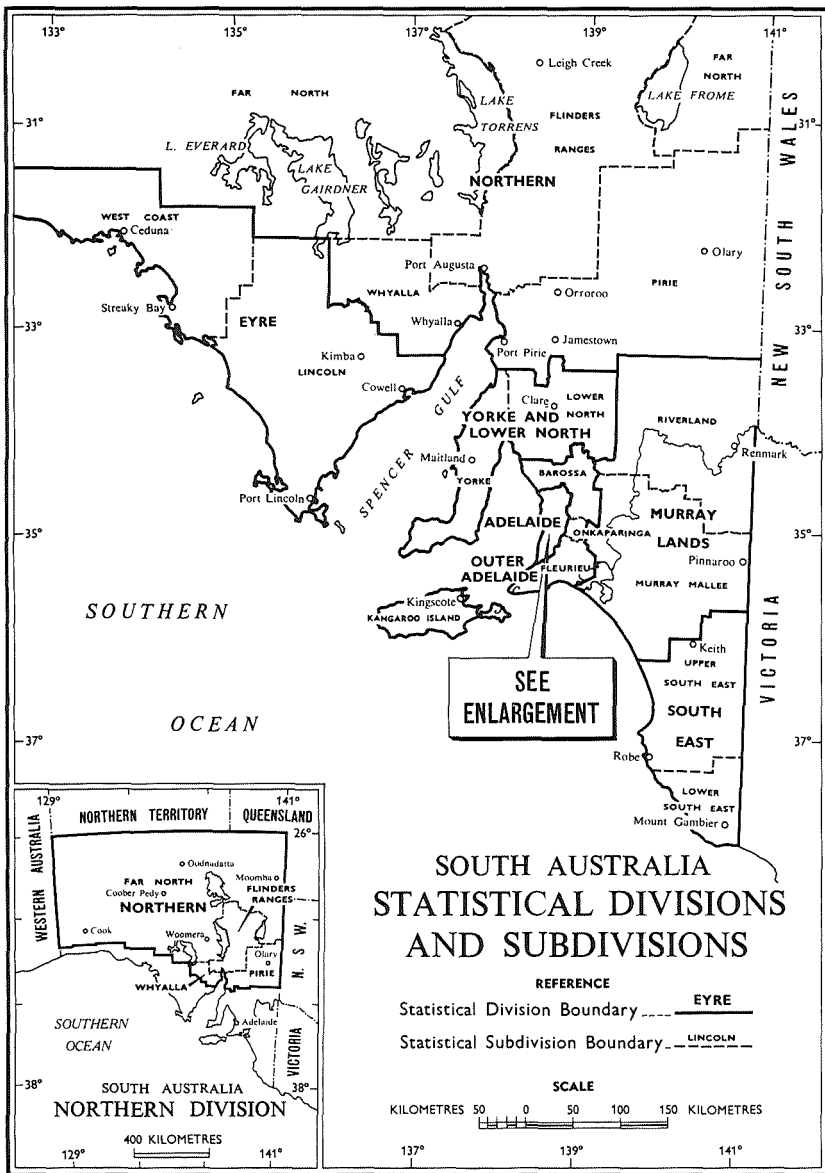 133°
135°
137°
139°
141°
Leigh Creek
FAR NORTH
FAR NORTH
LAKE FROME
LAKE TORRENS
FLINDERS RANGES
31°
L. EVERARD
LAKE GAIRDNER
NORTHERN
NEW SOUTH WALES
WEST COAST
Ceduna
Olary
Port Augusta
PIRIE
WHYALLA
Orroroo
Streaky Bay
EYRE
Whyalla
33°
33°
Kimba
Port Pirie
Jamestown
LINCOLN
Cowell
Clare
LOWER NORTH
YORKE AND LOWER NORTH
RIVERLAND
Renmark
SPENCER GULF
Maitland
YORKE
BAROSSA
Port Lincoln
MURRAY LANDS
35°
35°
ADELAIDE
ONKAPARINGA
Pinnaroo
OUTER ADELAIDE
FLEURIEU
MURRAY MALLEE
Kingscote
KANGAROO ISLAND
SOUTHERN OCEAN
VICTORIA
Keith
UPPER SOUTH EAST
SEE ENLARGEMENT
SOUTH EAST
37°
37°
Robe
LOWER SOUTH EAST
Mount Gambier
129°
141°
NORTHERN TERRITORY
QUEENSLAND
26°
WESTERN AUSTRALIA
Oodnadatta
Moomba
FAR NORTH
Coober Pedy
FLINDERS RANGES
NORTHERN
Cook
Woomera
Olary
N. S. W.
WHYALLA
PIRIE
SOUTHERN OCEAN
Adelaide
VICTORIA
38°
38°
SOUTH AUSTRALIA
NORTHERN DIVISION
400 KILOMETRES
129°
141°
SOUTH AUSTRALIA
STATISTICAL DIVISIONS
AND SUBDIVISIONS
REFERENCE
Statistical Division Boundary EYRE
Statistical Subdivision Boundary LINCOLN
SCALE
KILOMETRES 50 0 50 100 150 KILOMETRES
137°
139°
141°